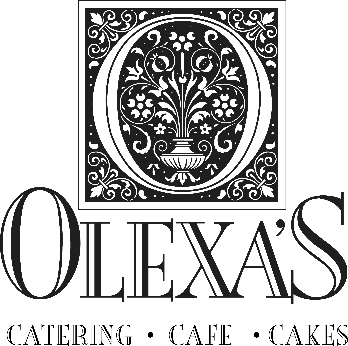 O
OLEXA'S
CATERING • CAFE • CAKES